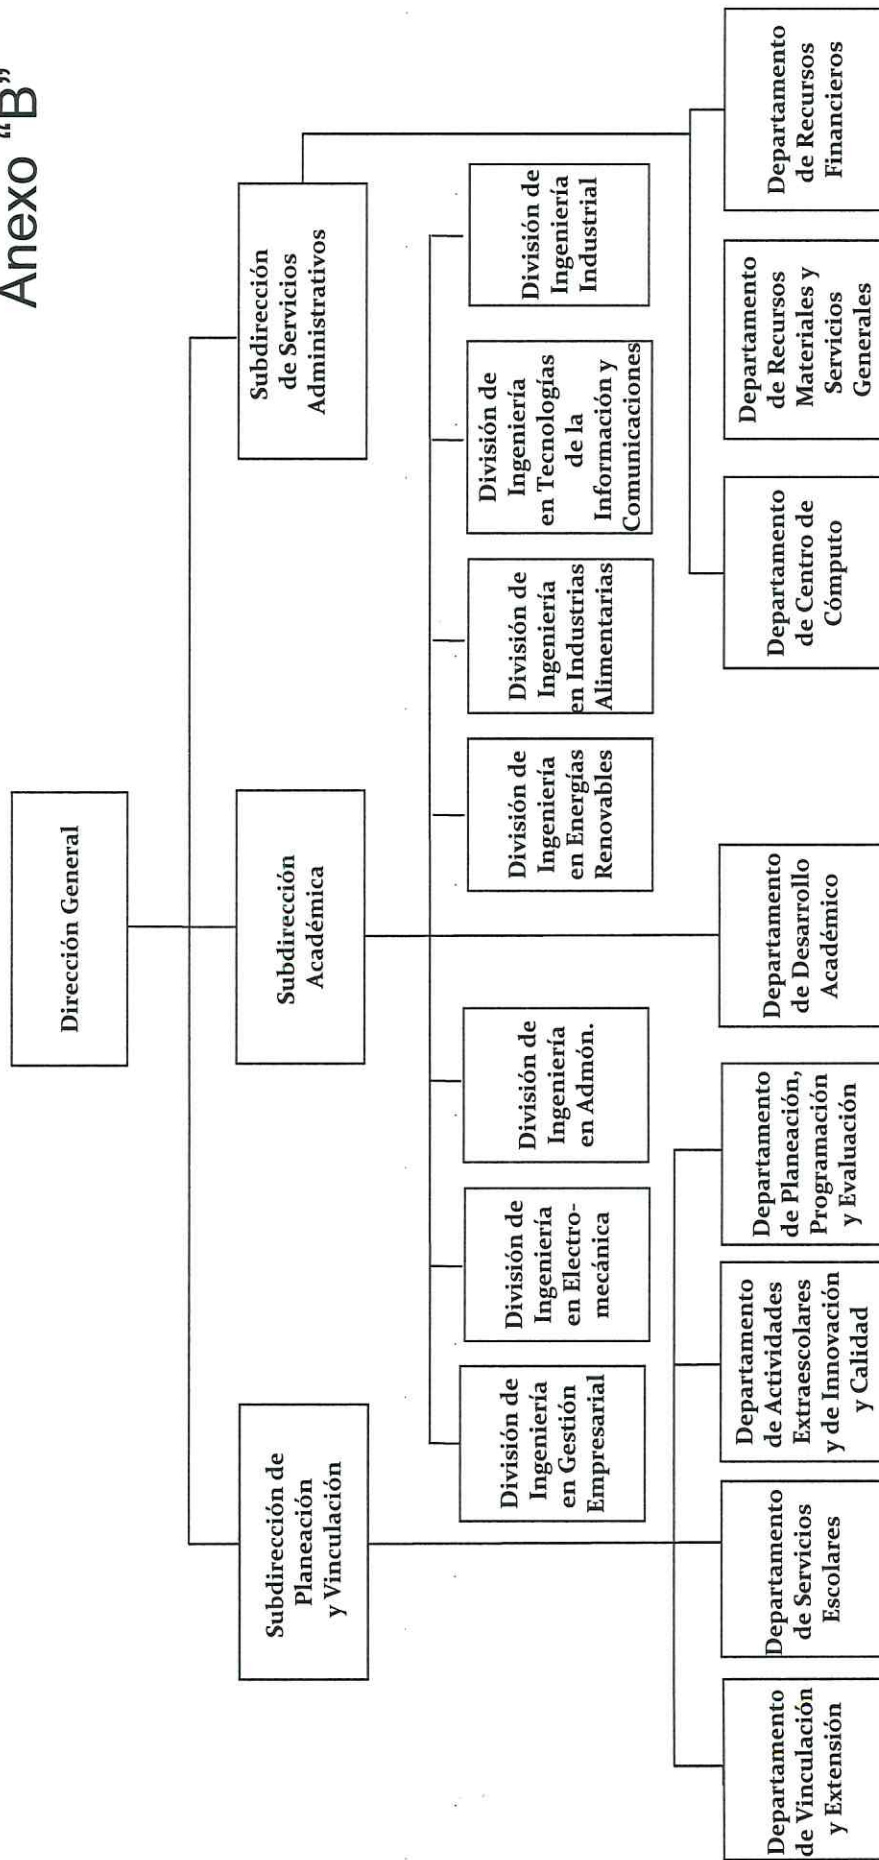 Anexo “B”
Dirección General
Subdirección de
Planeación
y Vinculación
Subdirección
Académica
Subdirección
de Servicios
Administrativos
División de
Ingeniería
en Gestión
Empresarial
División de
Ingeniería
en Electro-
mecánica
División de
Ingeniería
en Admón.
División de
Ingeniería
en Energías
Renovables
División de
Ingeniería
en Industrias
Alimentarias
División de
Ingeniería
en Tecnologías
de la
Información y
Comunicaciones
División de
Ingeniería
Industrial
Departamento
de Vinculación
y Extensión
Departamento
de Servicios
Escolares
Departamento
de Actividades
Extraescolares
y de Innovación
y Calidad
Departamento
de Planeación,
Programación
y Evaluación
Departamento
de Desarrollo
Académico
Departamento
de Centro de
Cómputo
Departamento
de Recursos
Materiales y
Servicios
Generales
Departamento
de Recursos
Financieros